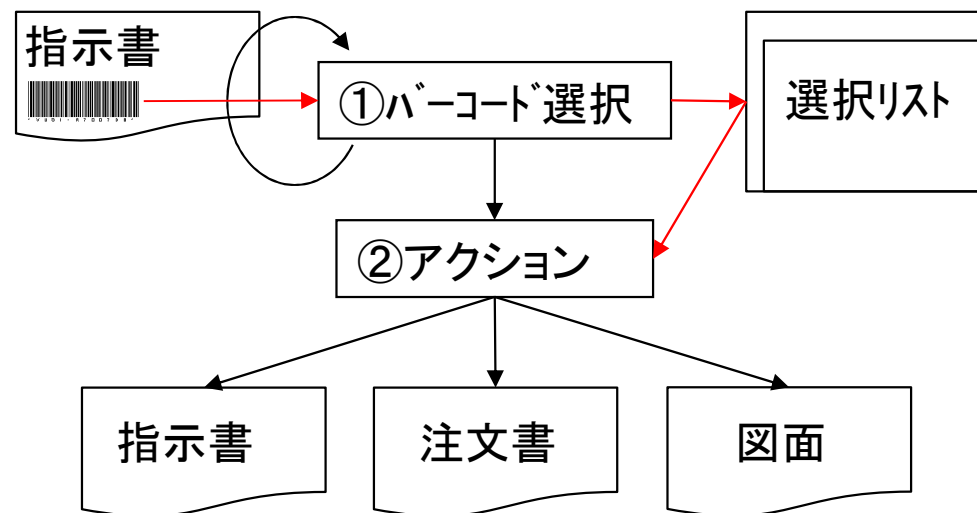 指示書
①バーコード選択
選択リスト
②アクション
指示書
注文書
図面